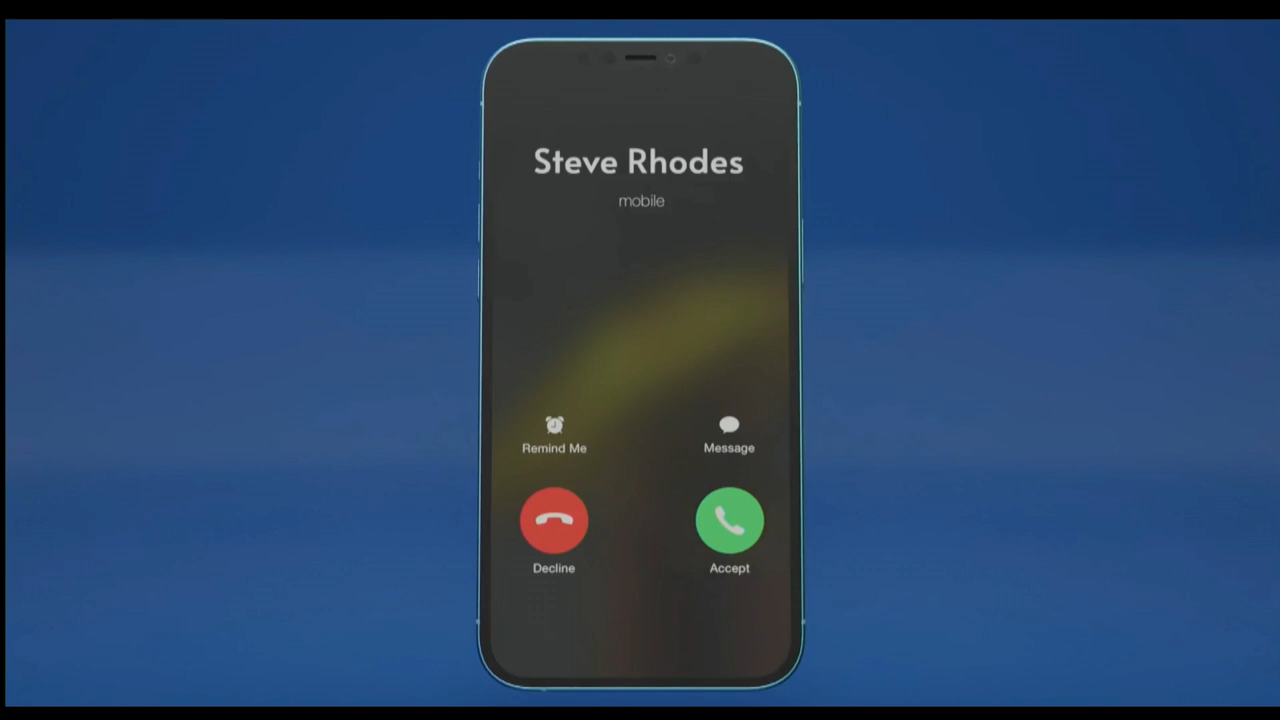 Steve Rhodes
mobile
Remind Me
Message
Decline
Accept